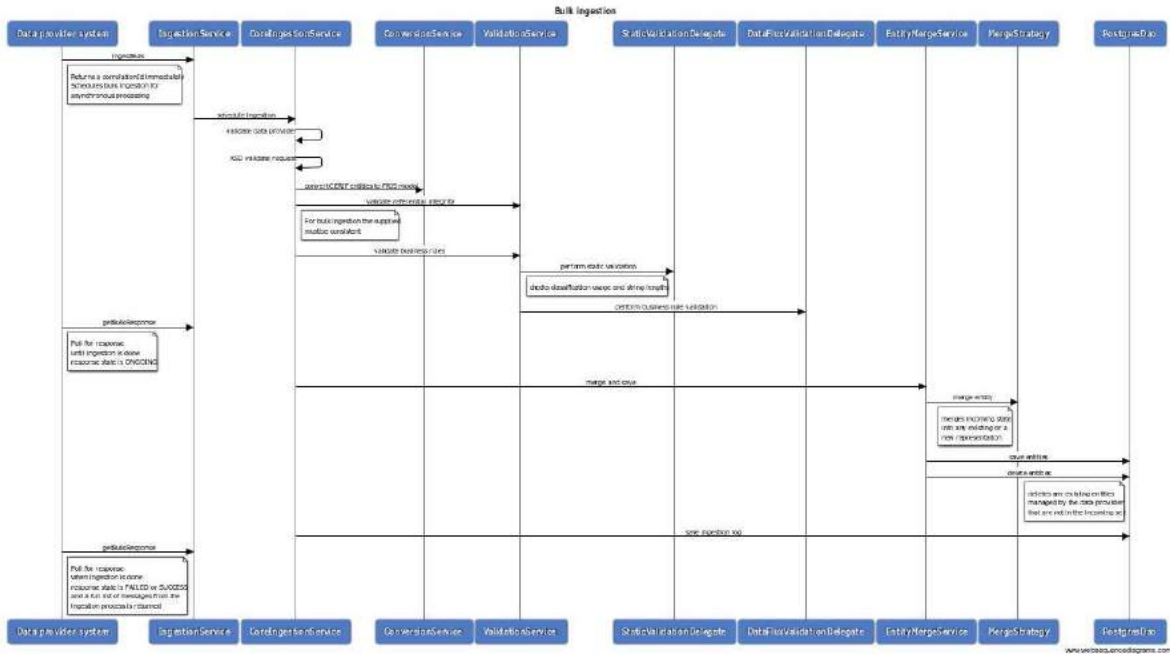 Bulk ingestion
Data provider system IngestionService CoreIngestionService ConversionService ValidationService StaticValidationDelegate DataFluxValidationDelegate EntityMergeService MergeStrategy PostgresDao
Returns a correlationId immediately
Schedules bulk ingestion for
asynchronous processing
schedule ingestion
validate data provider
XSD validate request
convert CERIF entities to FRIS model
validate referential integrity
For bulk ingestion the supplied
must be consistent
validate business rules
perform static validation
checks classification usage and string lengths
perform business rule validation
getBulkResponse
Poll for response
until ingestion is done
response state is ONGOING
merge and save
merge entity
merges incoming state
into any existing or a
new representation
save entities
delete entities
deletes are existing entities
managed by the data provider
that are not in the incoming set
save ingestion log
getBulkResponse
Poll for response
when ingestion is done
response state is FAILED or SUCCESS
and a full list of messages from the
ingestion process is returned
Data provider system IngestionService CoreIngestionService ConversionService ValidationService StaticValidationDelegate DataFluxValidationDelegate EntityMergeService MergeStrategy PostgresDao
www.websequencediagrams.com